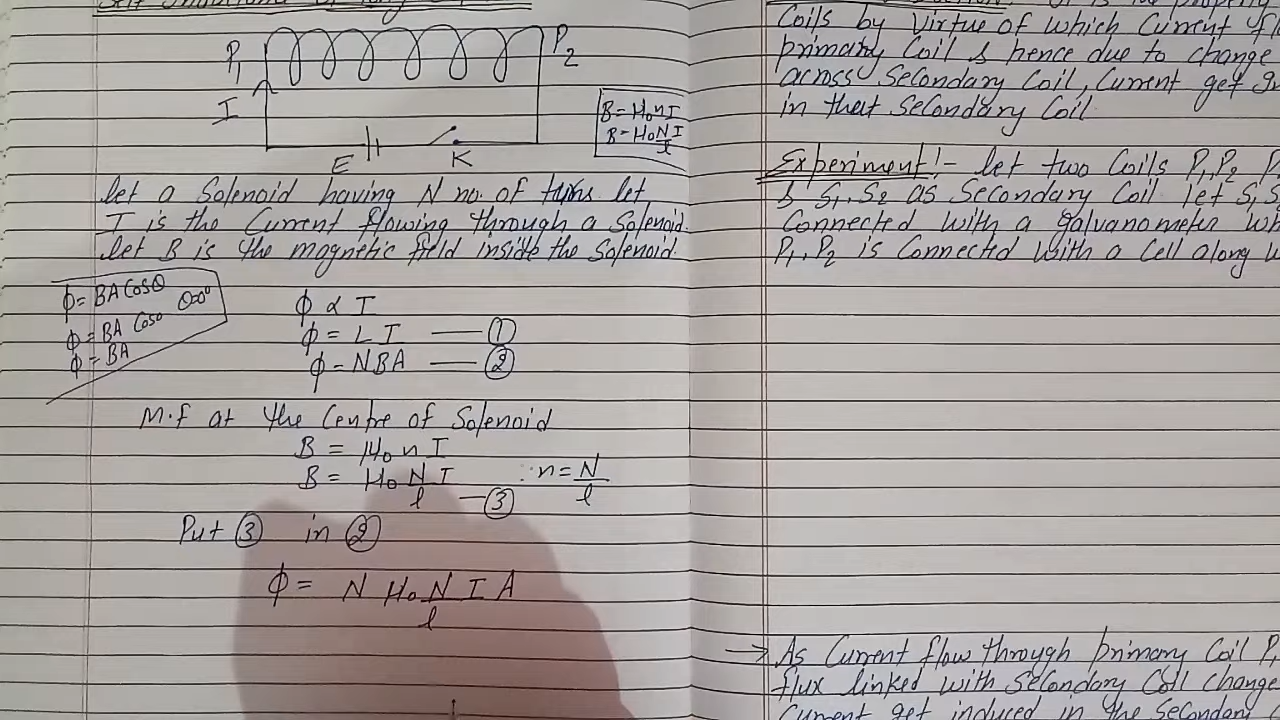 Self Inductance of long
P1
P2
I
E
K
B = μ₀nI
B = μ₀NI
l
let a Solenoid having N no. of turns let
I is the Current flowing through a Solenoid.
let B is the magnetic field inside the Solenoid.
ϕ = BA Cosθ
θ=0°
ϕ = BA Cos0
ϕ = BA
ϕ ∝ I
ϕ = L I — ①
ϕ = NBA — ②
M.f at the Centre of Solenoid
B = μ₀ n I
B = μ₀ N I ∵ n = N
l — ③ l
Put ③ in ②
ϕ = N μ₀ N I A
l
Coils by Virtue of which Current
primary Coil & hence due to change
across Secondary Coil, Current get
in that Secondary Coil
Experiment:- let two Coils P1, P2
& S1, S2 as Secondary Coil let
Connected with a galvanometer
P1, P2 is Connected with a Cell along
→ As Current flow through primary Coil
flux linked with Secondary Coil change
Current get induced in the Secondary